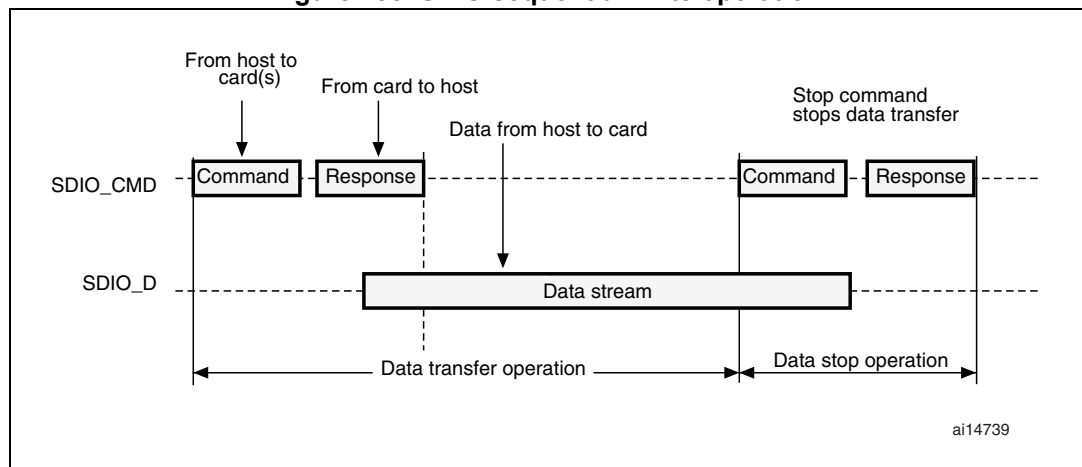 From host to
card(s)
From card to host
Stop command
stops data transfer
Data from host to card
SDIO_CMD
Command
Response
Command
Response
SDIO_D
Data stream
Data transfer operation
Data stop operation
ai14739